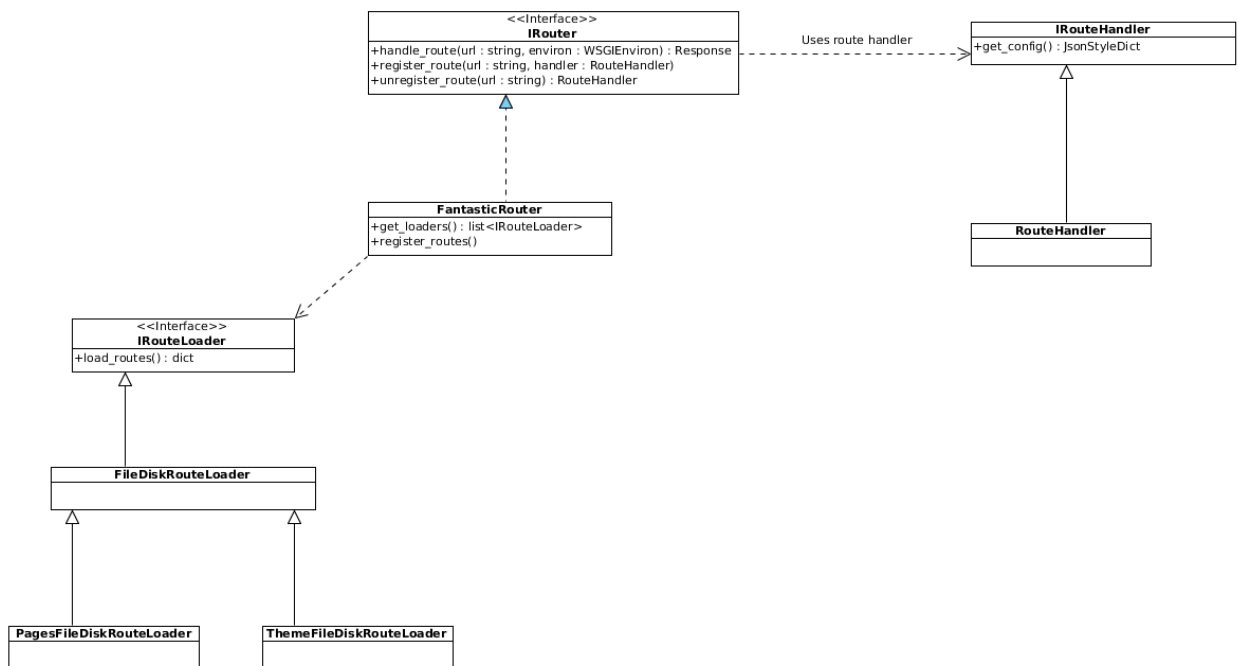 <<Interface>>
IRouter
+handle_route(url : string, environ : WSGIEnviron) : Response
+register_route(url : string, handler : RouteHandler)
+unregister_route(url : string) : RouteHandler
Uses route handler
IRouteHandler
+get_config() : JsonStyleDict
FantasticRouter
+get_loaders() : list<IRouteLoader>
+register_routes()
RouteHandler
<<Interface>>
IRouteLoader
+load_routes() : dict
FileDiskRouteLoader
PagesFileDiskRouteLoader
ThemeFileDiskRouteLoader